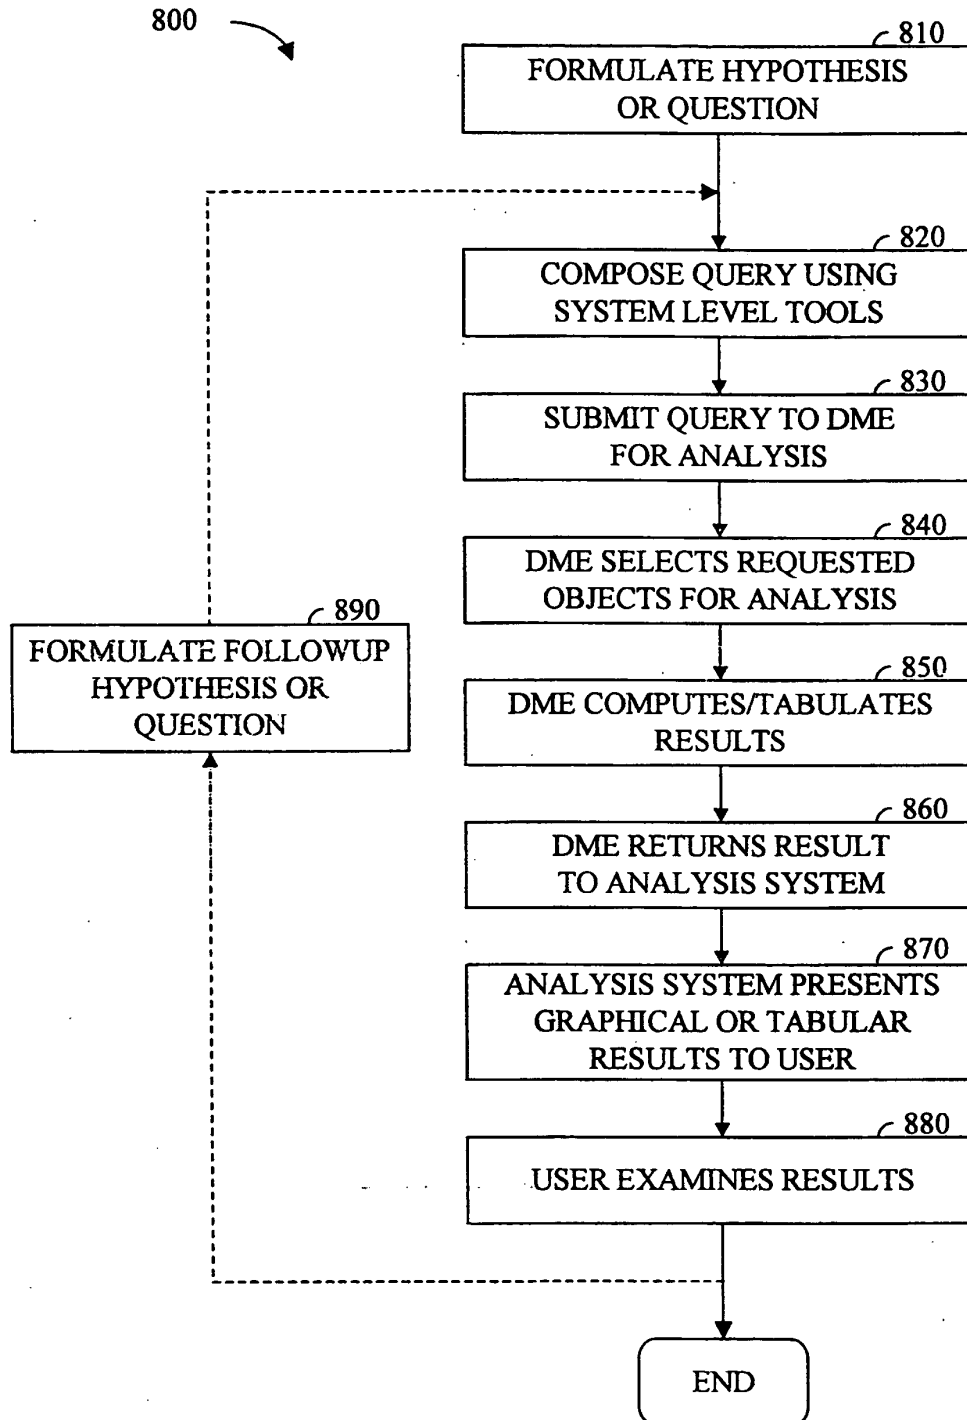 800
810
FORMULATE HYPOTHESIS
OR QUESTION
820
COMPOSE QUERY USING
SYSTEM LEVEL TOOLS
830
SUBMIT QUERY TO DME
FOR ANALYSIS
840
DME SELECTS REQUESTED
OBJECTS FOR ANALYSIS
890
FORMULATE FOLLOWUP
HYPOTHESIS OR
QUESTION
850
DME COMPUTES/TABULATES
RESULTS
860
DME RETURNS RESULT
TO ANALYSIS SYSTEM
870
ANALYSIS SYSTEM PRESENTS
GRAPHICAL OR TABULAR
RESULTS TO USER
880
USER EXAMINES RESULTS
END